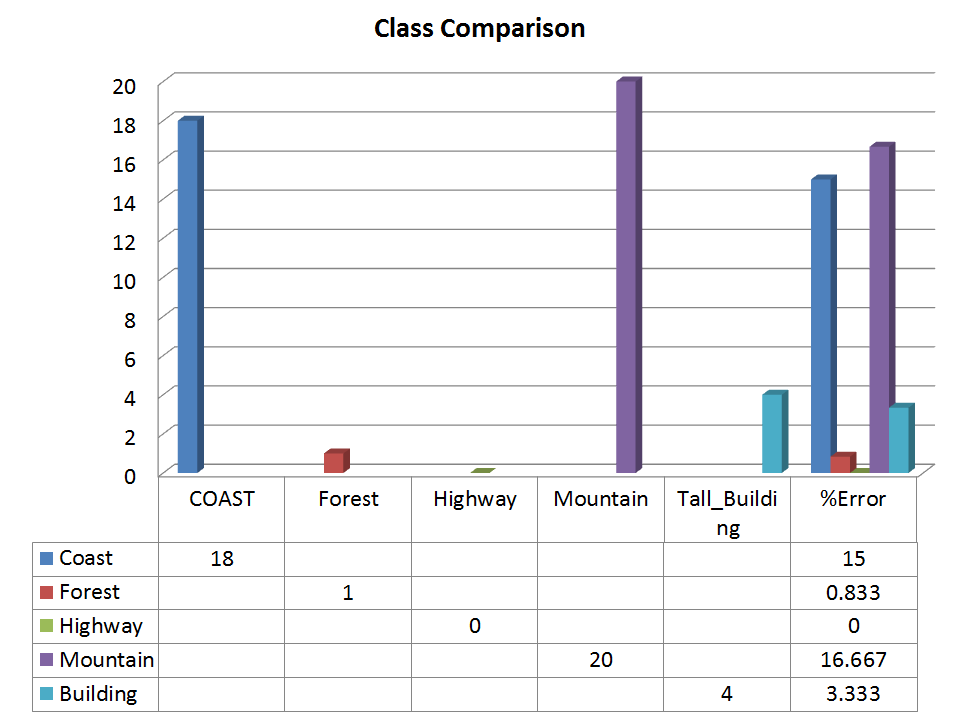 Class Comparison
20
18
16
14
12
10
8
6
4
2
0
COAST Forest Highway Mountain Tall_Buildi %Error
ng
Coast 18 15
Forest 1 0.833
Highway 0 0
Mountain 20 16.667
Building 4 3.333